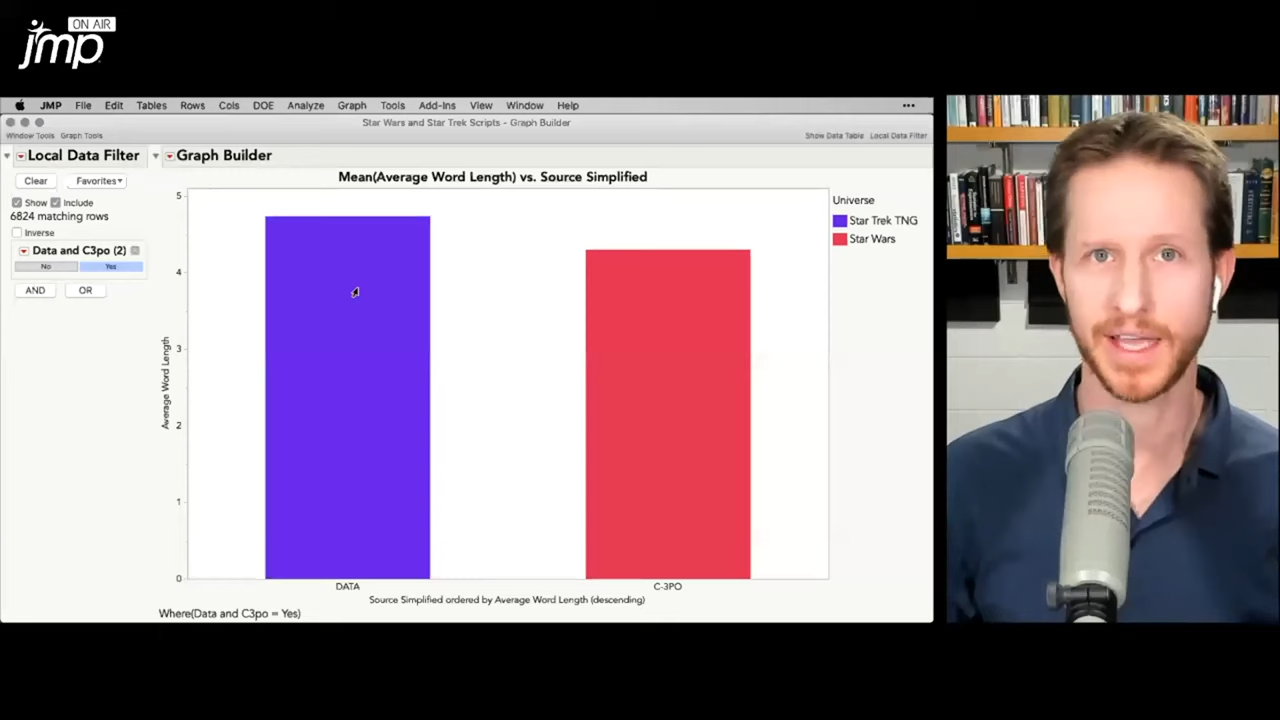 ON AIR
jmp
JMP File Edit Tables Rows Cols DOE Analyze Graph Tools Add-Ins View Window Help •••
Star Wars and Star Trek Scripts - Graph Builder
Window Tools Graph Tools Show Data Table Local Data Filter
Local Data Filter Graph Builder
Clear Favorites
Show Include
6824 matching rows
Inverse
Data and C3po (2)
No Yes
AND OR
Mean(Average Word Length) vs. Source Simplified
5
4
3
2
1
0
Average Word Length
DATA C-3PO
Source Simplified ordered by Average Word Length (descending)
Where(Data and C3po = Yes)
Universe
Star Trek TNG
Star Wars